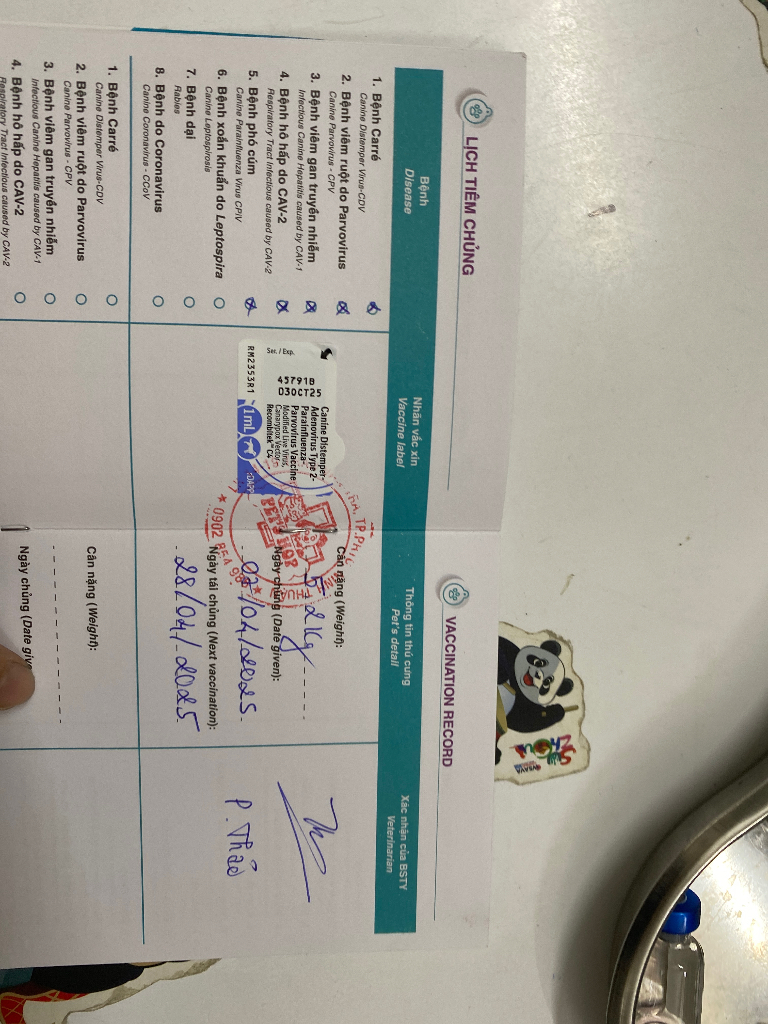 LỊCH TIÊM CHỦNG
VACCINATION RECORD
Bệnh
Disease
Nhãn vắc xin
Vaccine label
Thông tin thú cưng
Pet's detail
Xác nhận của BSTY
Veterinarian
1. Bệnh Carré
Canine Distemper Virus-CDV
2. Bệnh viêm ruột do Parvovirus
Canine Parvovirus - CPV
3. Bệnh viêm gan truyền nhiễm
Infectious Canine Hepatitis caused by CAV-1
4. Bệnh hô hấp do CAV-2
Respiratory Tract Infectious caused by CAV-2
5. Bệnh phó cúm
Canine Parainfluenza Virus CPiV
6. Bệnh xoắn khuẩn do Leptospira
Canine Leptospirosis
7. Bệnh dại
Rabies
8. Bệnh do Coronavirus
Canine Coronavirus - CCoV
Canine Distemper-
Adenovirus Type 2-
Parainfluenza-
Parvovirus Vaccine
Modified Live Virus,
Canarypox Vector
Recombitek C4
1mL
Ser. / Exp.
45791B
03OCT25
RM2353R1
TP.PHÚC
PET
0902
Cân nặng (Weight):
5.2kg
Ngày chủng (Date given):
07/04/2025
Ngày tái chủng (Next vaccination):
28/04/2025
P. Thảo
1. Bệnh Carré
Canine Distemper Virus-CDV
2. Bệnh viêm ruột do Parvovirus
Canine Parvovirus - CPV
3. Bệnh viêm gan truyền nhiễm
Infectious Canine Hepatitis caused by CAV-1
4. Bệnh hô hấp do CAV-2
Respiratory Tract Infectious caused by CAV-2
Cân nặng (Weight):
Ngày chủng (Date give